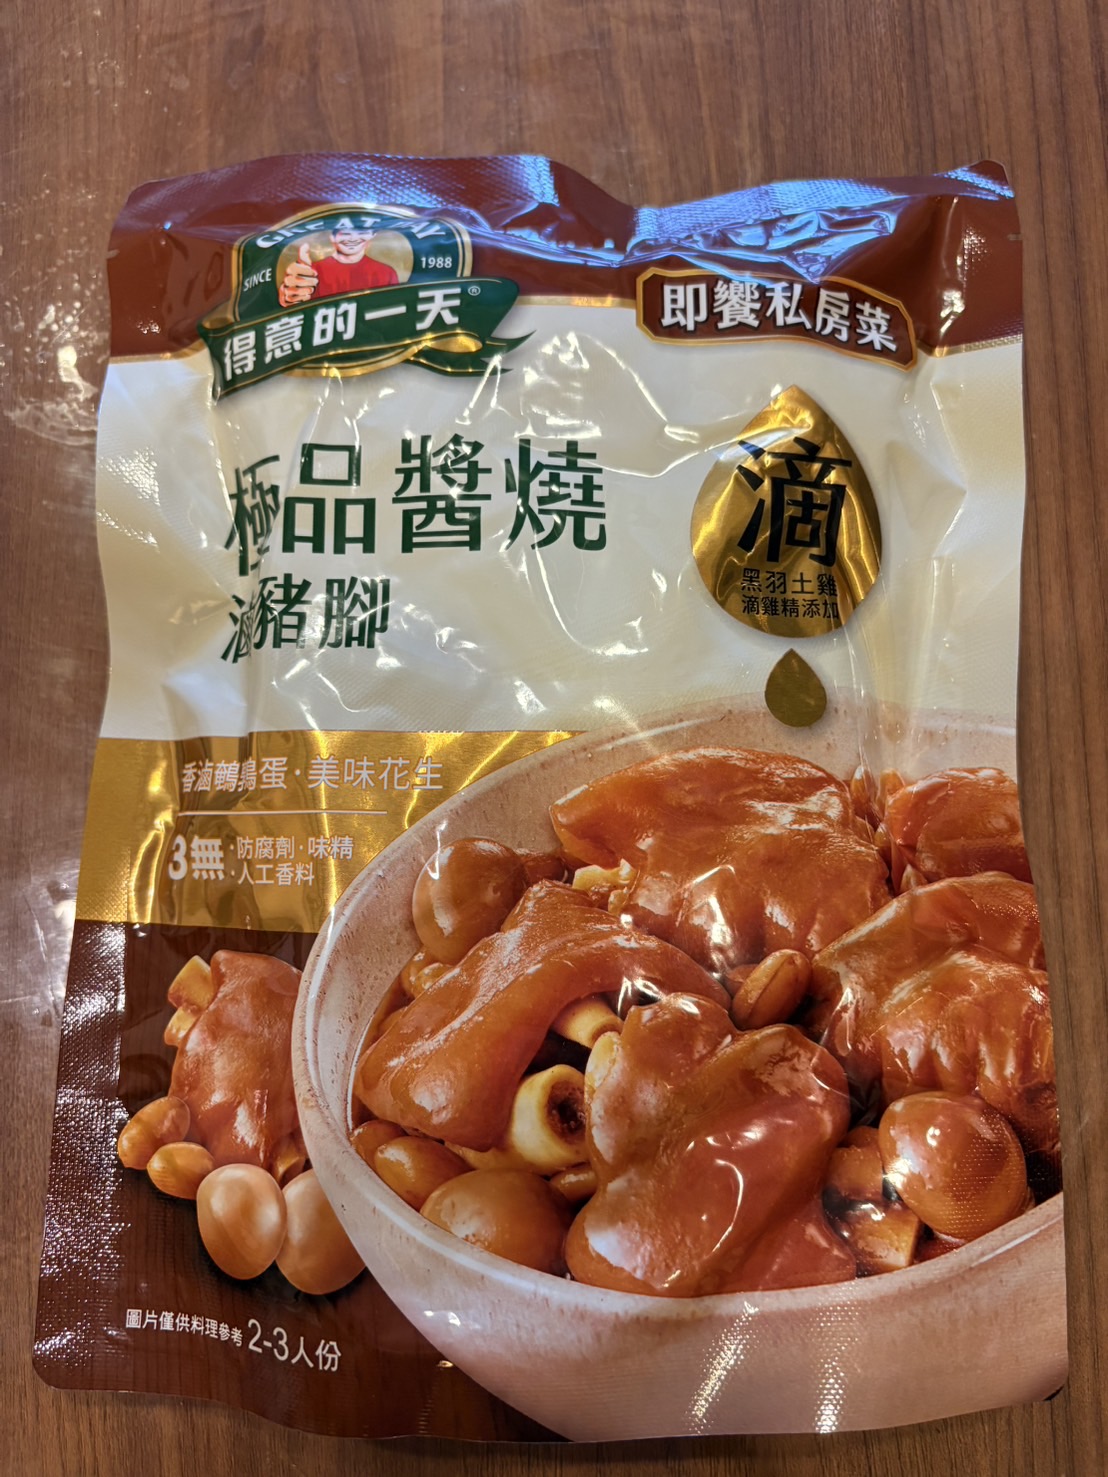 GREAT DAY
SINCE 1988
得意的一天®
即饗私房菜
極品醬燒
滷豬腳
滴
黑羽土雞
滴雞精添加
香滷鵪鶉蛋·美味花生
3無·防腐劑·味精
·人工香料
圖片僅供料理參考 2-3人份